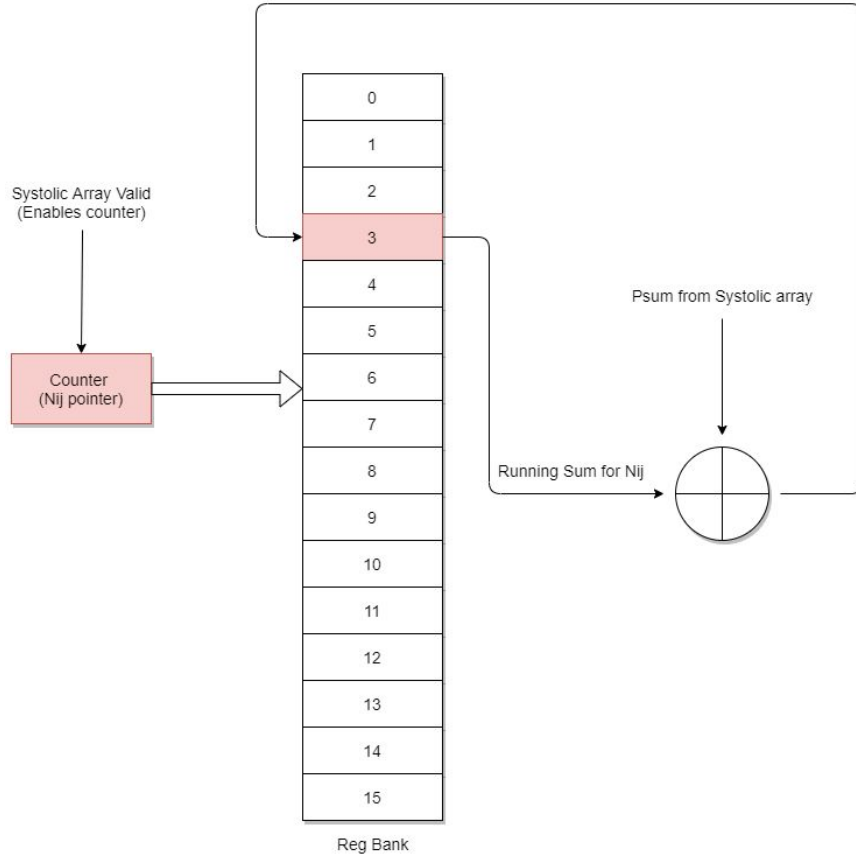 0
1
2
Systolic Array Valid
(Enables counter)
3
4
Psum from Systolic array
5
Counter
(Nij pointer)
6
7
8
Running Sum for Nij
9
10
11
12
13
14
15
Reg Bank